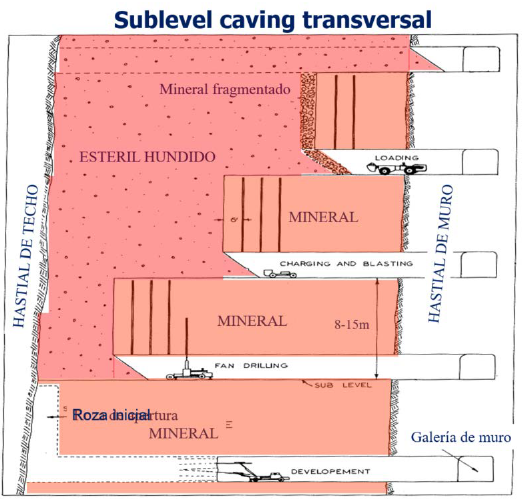 Sublevel caving transversal
Mineral fragmentado
ESTERIL HUNDIDO
LOADING
HASTIAL DE TECHO
HASTIAL DE MURO
MINERAL
CHARGING AND BLASTING
MINERAL
8-15m
FAN DRILLING
SUB LEVEL
Roza inicial
apertura
MINERAL
Galería de muro
DEVELOPEMENT